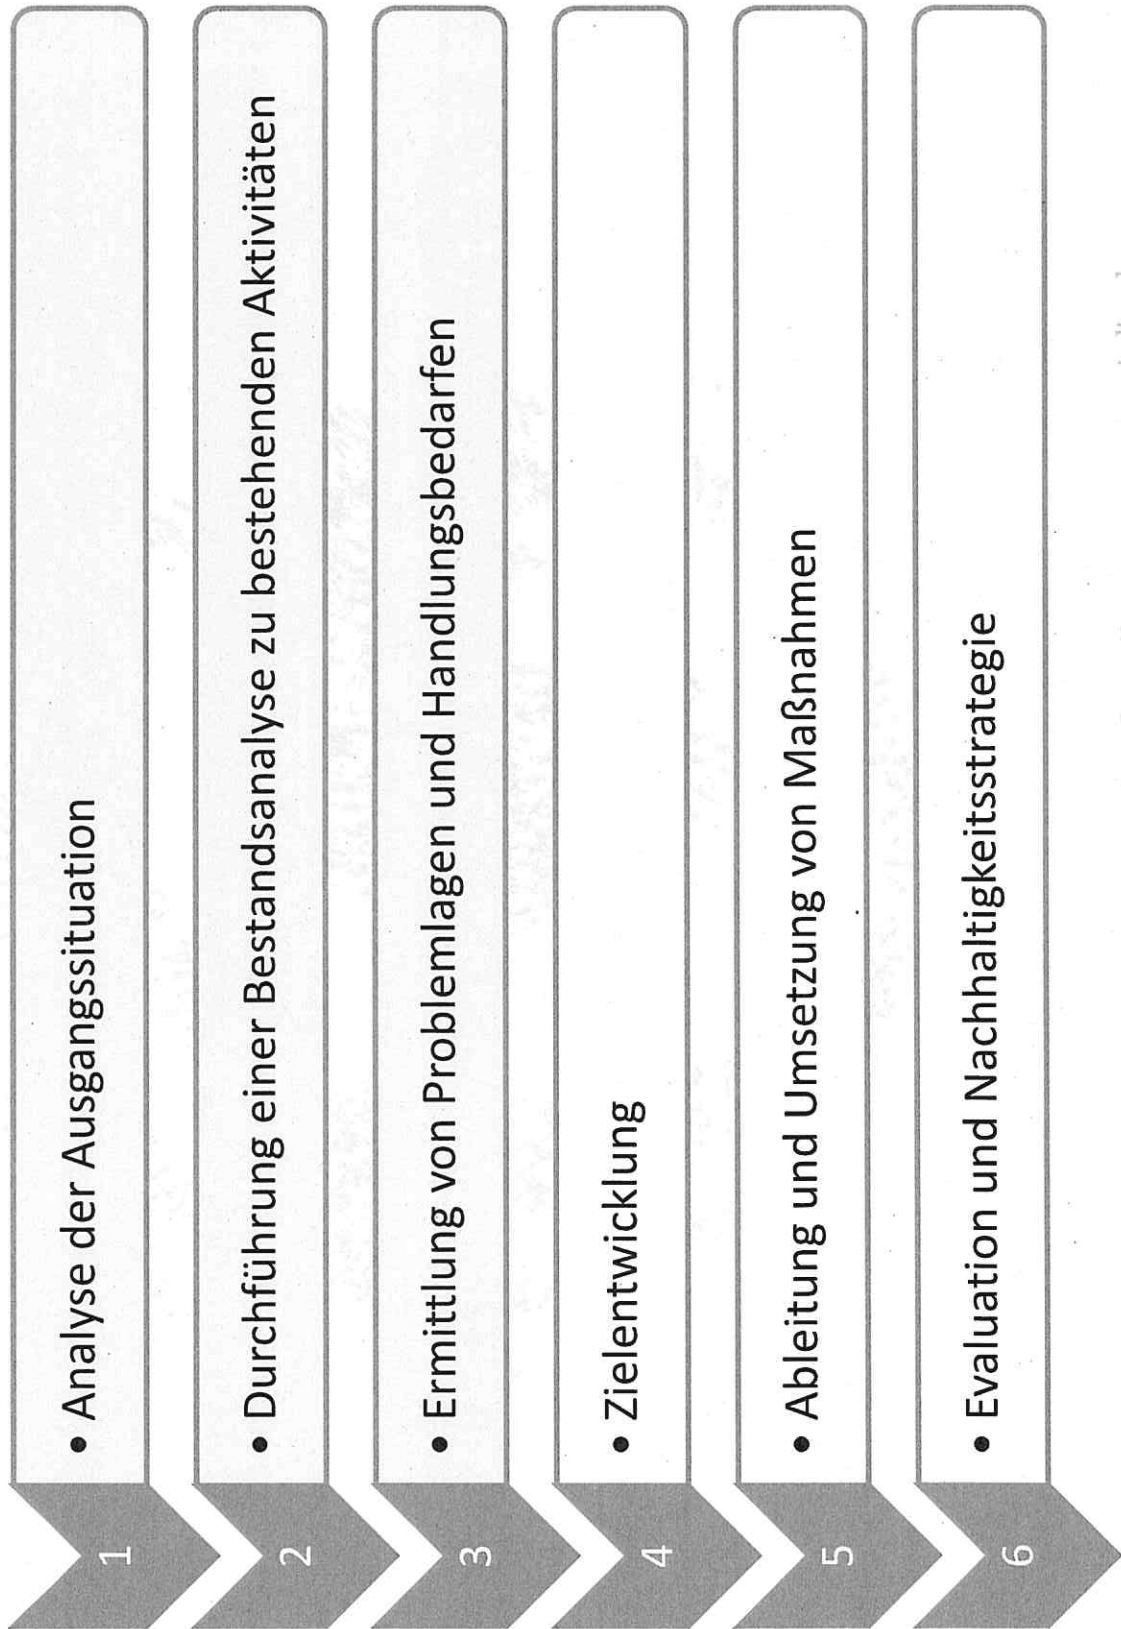 1
• Analyse der Ausgangssituation
2
• Durchführung einer Bestandsanalyse zu bestehenden Aktivitäten
3
• Ermittlung von Problemlagen und Handlungsbedarfen
4
• Zielentwicklung
5
• Ableitung und Umsetzung von Maßnahmen
6
• Evaluation und Nachhaltigkeitsstrategie